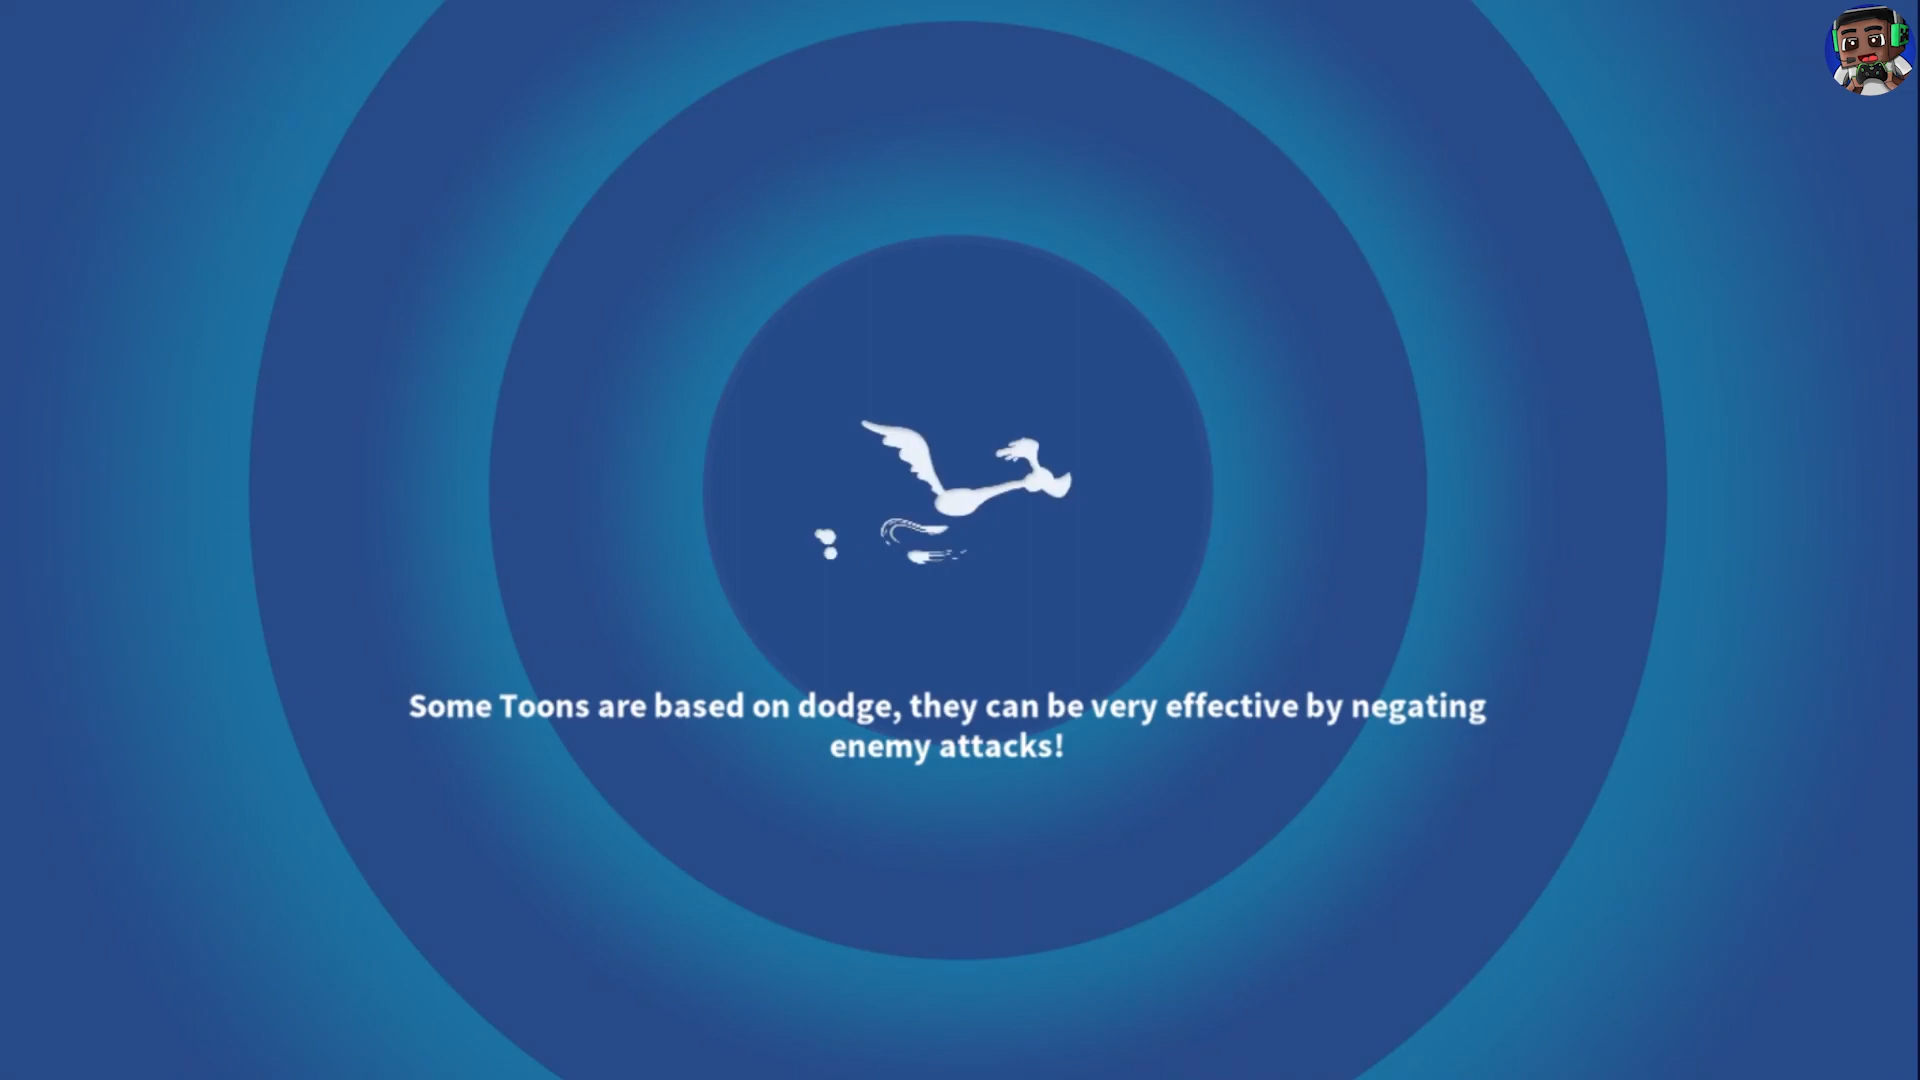 Some Toons are based on dodge, they can be very effective by negating
enemy attacks!